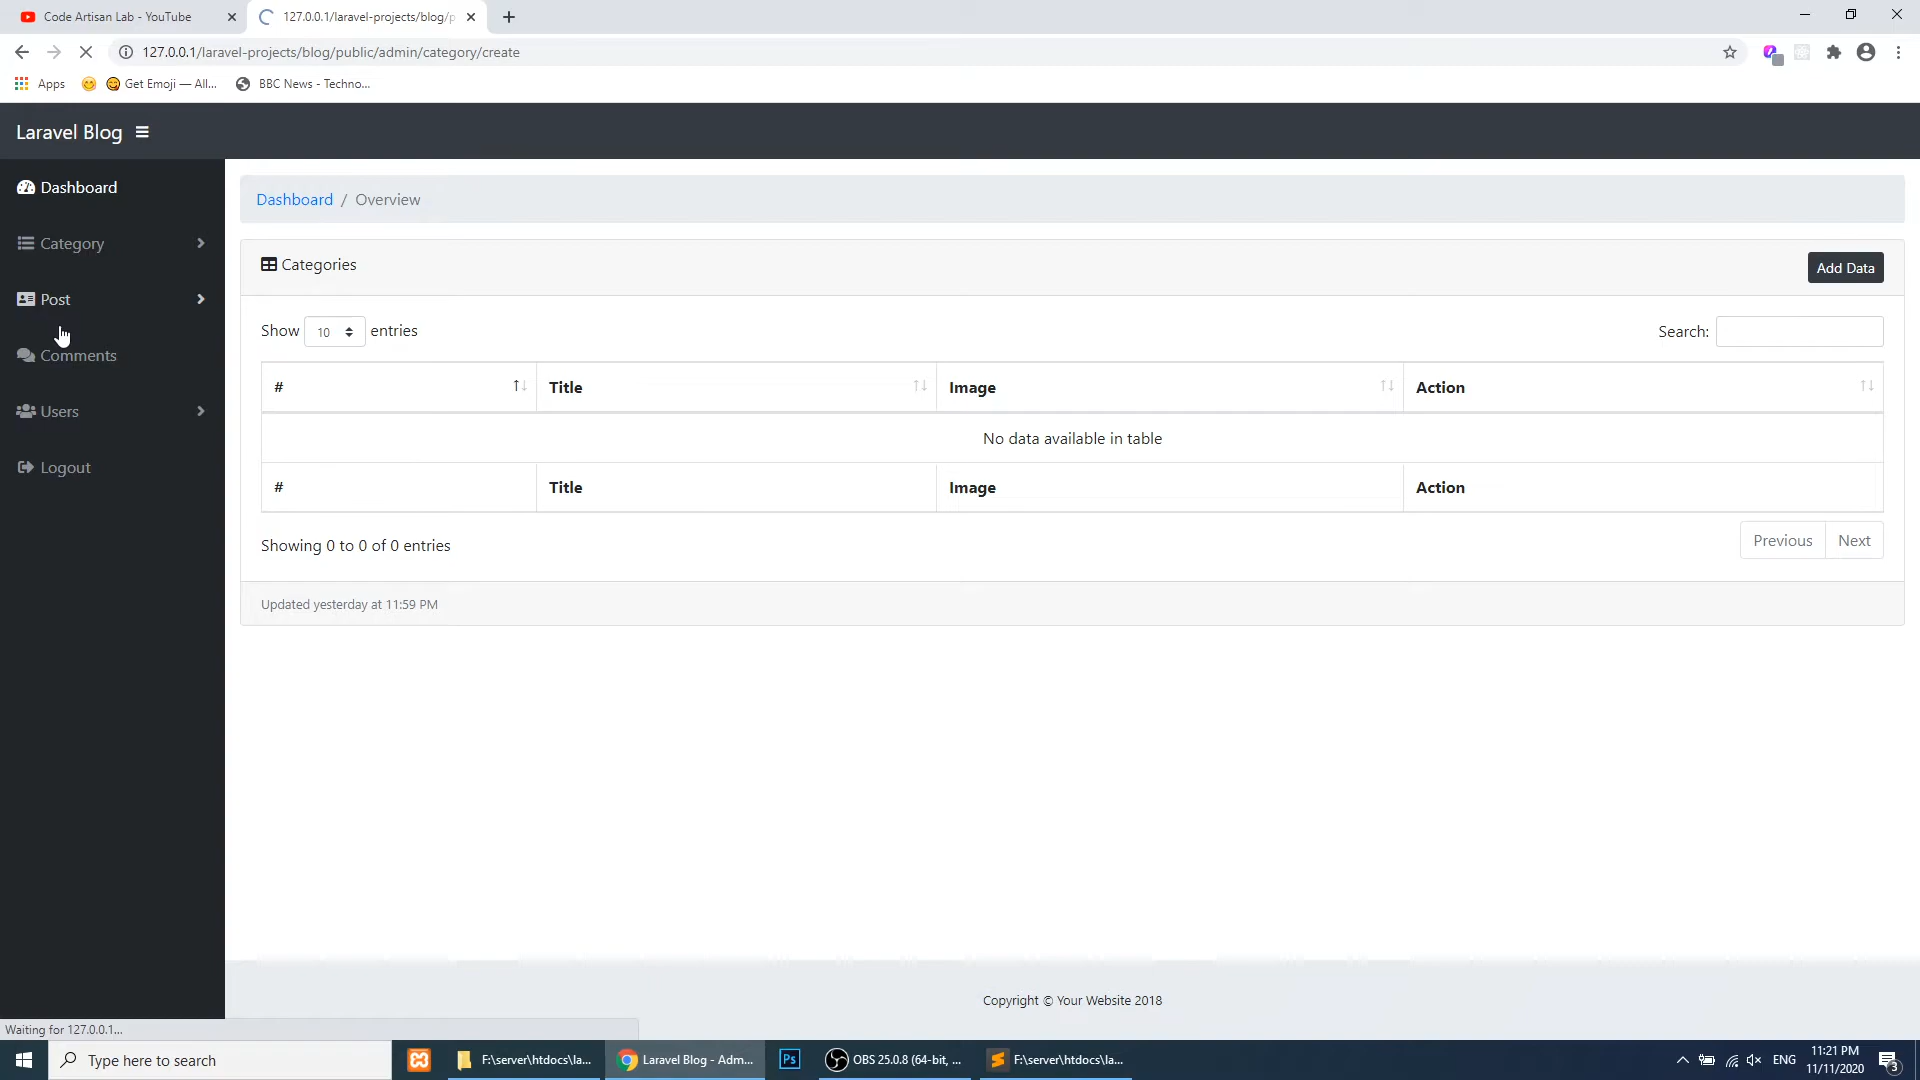 Code Artisan Lab - YouTube
127.0.0.1/laravel-projects/blog/p
127.0.0.1/laravel-projects/blog/public/admin/category/create
Apps
Get Emoji — All...
BBC News - Techno...
Laravel Blog
Dashboard
Category
Post
Comments
Users
Logout
Dashboard / Overview
Categories
Add Data
Show 10 entries
Search:
# Title Image Action
No data available in table
# Title Image Action
Showing 0 to 0 of 0 entries
Previous Next
Updated yesterday at 11:59 PM
Copyright © Your Website 2018
Waiting for 127.0.0.1...
Type here to search
F:\server\htdocs\la...
Laravel Blog - Adm...
Ps
OBS 25.0.8 (64-bit, ...
F:\server\htdocs\la...
ENG
11:21 PM
11/11/2020
3